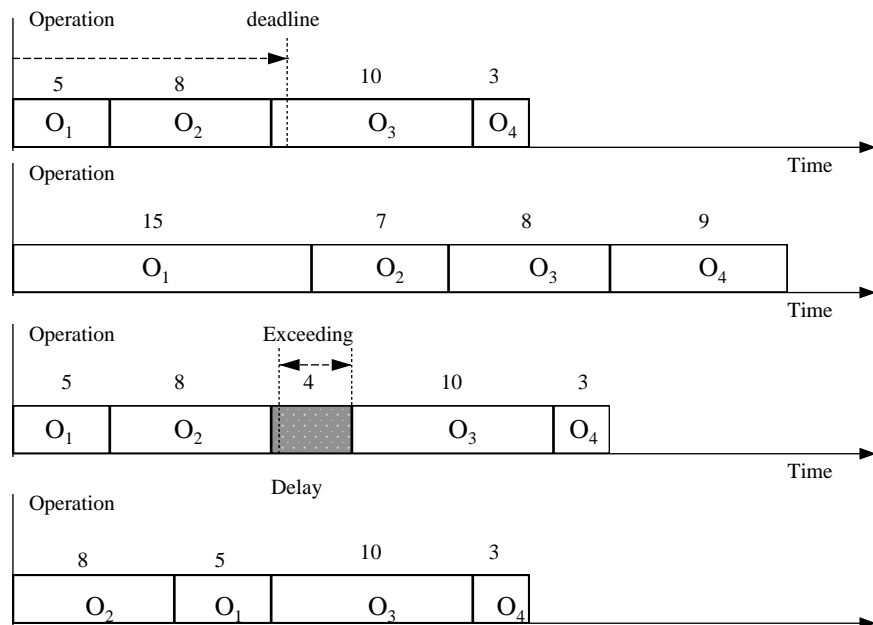 Operation deadline
5 8 10 3
O1 O2 O3 O4
Time
Operation
15 7 8 9
O1 O2 O3 O4
Time
Operation Exceeding
5 8 4 10 3
O1 O2 O3 O4
Time
Delay
Operation
8 5 10 3
O2 O1 O3 O4